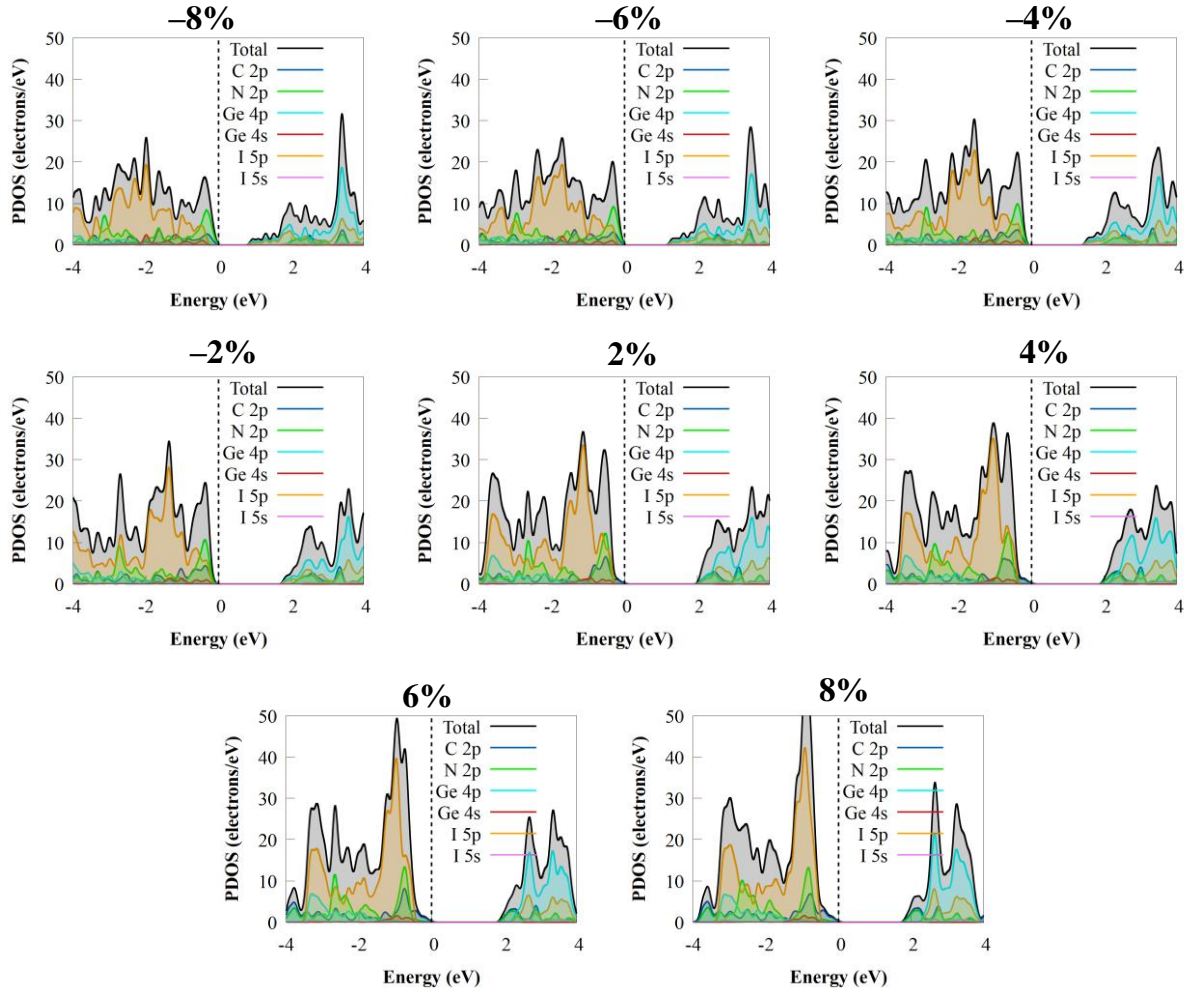 –8%
–6%
–4%
PDOS (electrons/eV)
50
40
30
20
10
0
Total
C 2p
N 2p
Ge 4p
Ge 4s
I 5p
I 5s
-4
-2
0
2
4
Energy (eV)
PDOS (electrons/eV)
50
40
30
20
10
0
Total
C 2p
N 2p
Ge 4p
Ge 4s
I 5p
I 5s
-4
-2
0
2
4
Energy (eV)
PDOS (electrons/eV)
50
40
30
20
10
0
Total
C 2p
N 2p
Ge 4p
Ge 4s
I 5p
I 5s
-4
-2
0
2
4
Energy (eV)
–2%
2%
4%
PDOS (electrons/eV)
50
40
30
20
10
0
Total
C 2p
N 2p
Ge 4p
Ge 4s
I 5p
I 5s
-4
-2
0
2
4
Energy (eV)
PDOS (electrons/eV)
50
40
30
20
10
0
Total
C 2p
N 2p
Ge 4p
Ge 4s
I 5p
I 5s
-4
-2
0
2
4
Energy (eV)
PDOS (electrons/eV)
50
40
30
20
10
0
Total
C 2p
N 2p
Ge 4p
Ge 4s
I 5p
I 5s
-4
-2
0
2
4
Energy (eV)
6%
8%
PDOS (electrons/eV)
50
40
30
20
10
0
Total
C 2p
N 2p
Ge 4p
Ge 4s
I 5p
I 5s
-4
-2
0
2
4
Energy (eV)
PDOS (electrons/eV)
50
40
30
20
10
0
Total
C 2p
N 2p
Ge 4p
Ge 4s
I 5p
I 5s
-4
-2
0
2
4
Energy (eV)